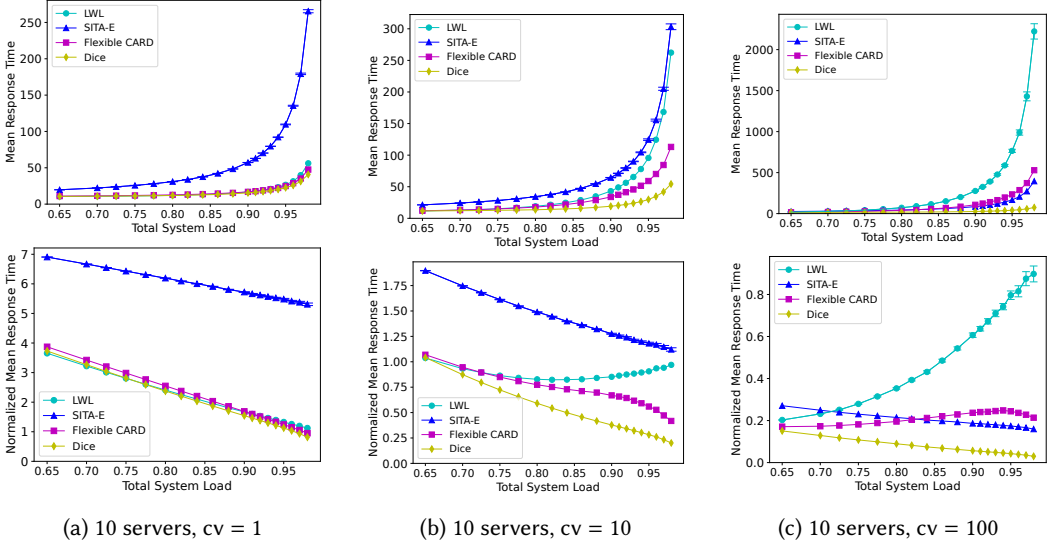 LWL
SITA-E
Flexible CARD
Dice
Mean Response Time
250
200
150
100
50
0
0.65 0.70 0.75 0.80 0.85 0.90 0.95
Total System Load
LWL
SITA-E
Flexible CARD
Dice
Mean Response Time
300
250
200
150
100
50
0
0.65 0.70 0.75 0.80 0.85 0.90 0.95
Total System Load
LWL
SITA-E
Flexible CARD
Dice
Mean Response Time
2000
1500
1000
500
0
0.65 0.70 0.75 0.80 0.85 0.90 0.95
Total System Load
Normalized Mean Response Time
7
6
5
4
3
2
1
0
LWL
SITA-E
Flexible CARD
Dice
0.65 0.70 0.75 0.80 0.85 0.90 0.95
Total System Load
Normalized Mean Response Time
1.75
1.50
1.25
1.00
0.75
0.50
0.25
0.00
LWL
SITA-E
Flexible CARD
Dice
0.65 0.70 0.75 0.80 0.85 0.90 0.95
Total System Load
Normalized Mean Response Time
0.8
0.6
0.4
0.2
0.0
LWL
SITA-E
Flexible CARD
Dice
0.65 0.70 0.75 0.80 0.85 0.90 0.95
Total System Load
(a) 10 servers, cv = 1
(b) 10 servers, cv = 10
(c) 10 servers, cv = 100